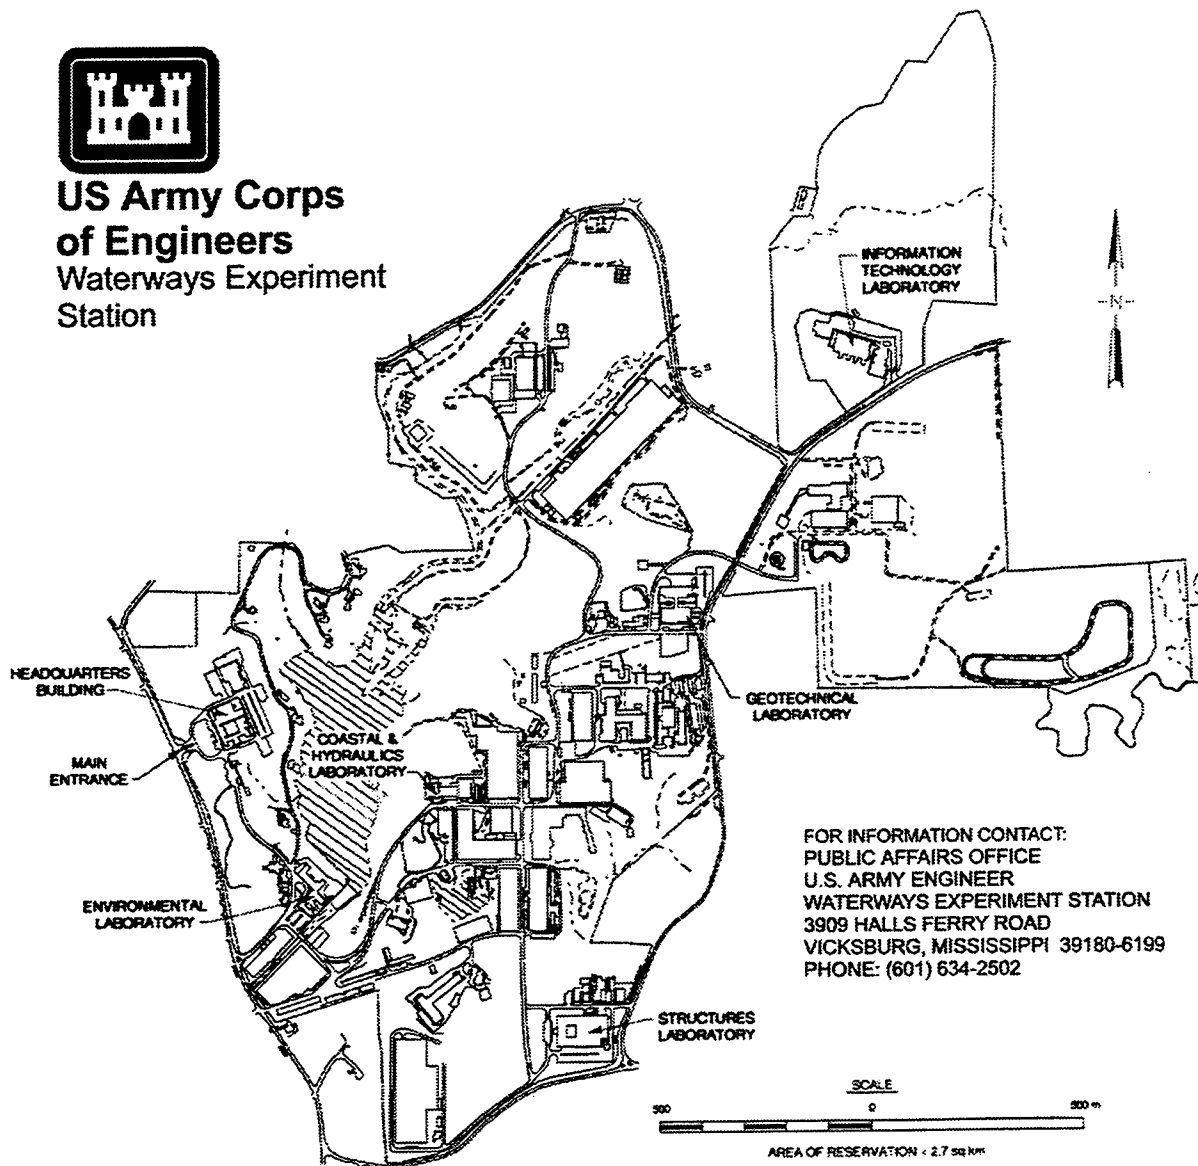 US Army Corps
of Engineers
Waterways Experiment
Station
INFORMATION
TECHNOLOGY
LABORATORY
N
HEADQUARTERS
BUILDING
MAIN
ENTRANCE
COASTAL &
HYDRAULICS
LABORATORY
GEOTECHNICAL
LABORATORY
ENVIRONMENTAL
LABORATORY
STRUCTURES
LABORATORY
FOR INFORMATION CONTACT:
PUBLIC AFFAIRS OFFICE
U.S. ARMY ENGINEER
WATERWAYS EXPERIMENT STATION
3909 HALLS FERRY ROAD
VICKSBURG, MISSISSIPPI 39180-6199
PHONE: (601) 634-2502
SCALE
500 0 500 m
AREA OF RESERVATION < 2.7 sq km